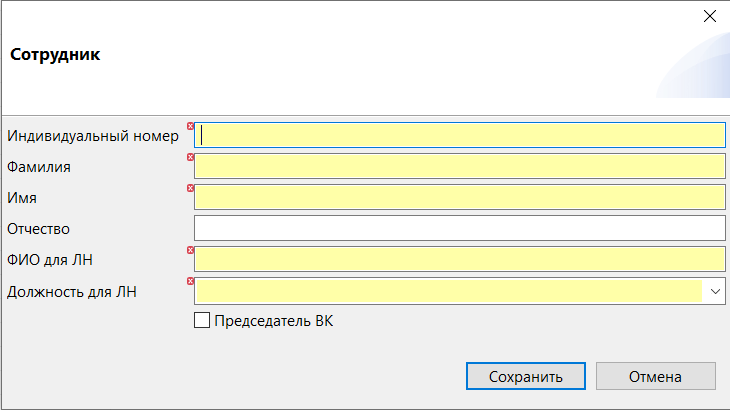 Сотрудник
Индивидуальный номер
Фамилия
Имя
Отчество
ФИО для ЛН
Должность для ЛН
Председатель ВК
Сохранить Отмена